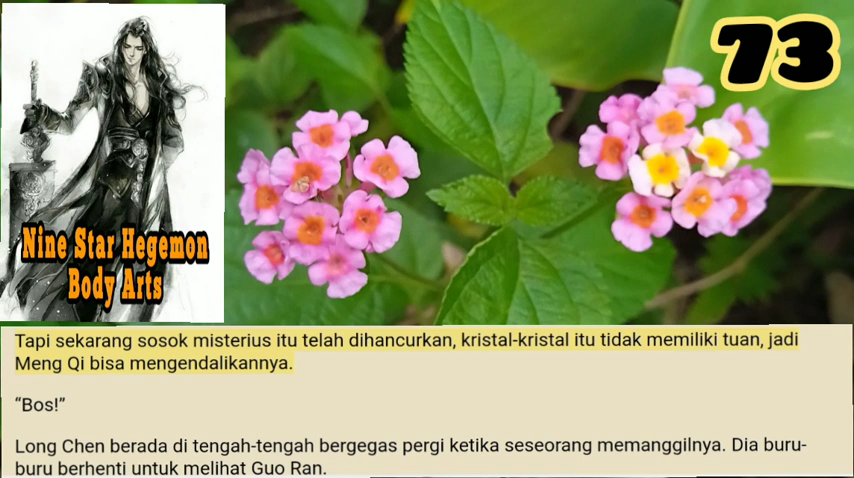 73
Nine Star Hegemon
Body Arts
Tapi sekarang sosok misterius itu telah dihancurkan, kristal-kristal itu tidak memiliki tuan, jadi
Meng Qi bisa mengendalikannya.
“Bos!”
Long Chen berada di tengah-tengah bergegas pergi ketika seseorang memanggilnya. Dia buru-
buru berhenti untuk melihat Guo Ran.